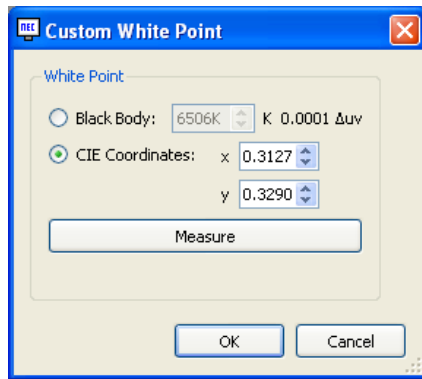 NEC Custom White Point
White Point
Black Body: 6506K K 0.0001 Δuv
CIE Coordinates: x 0.3127
y 0.3290
Measure
OK Cancel